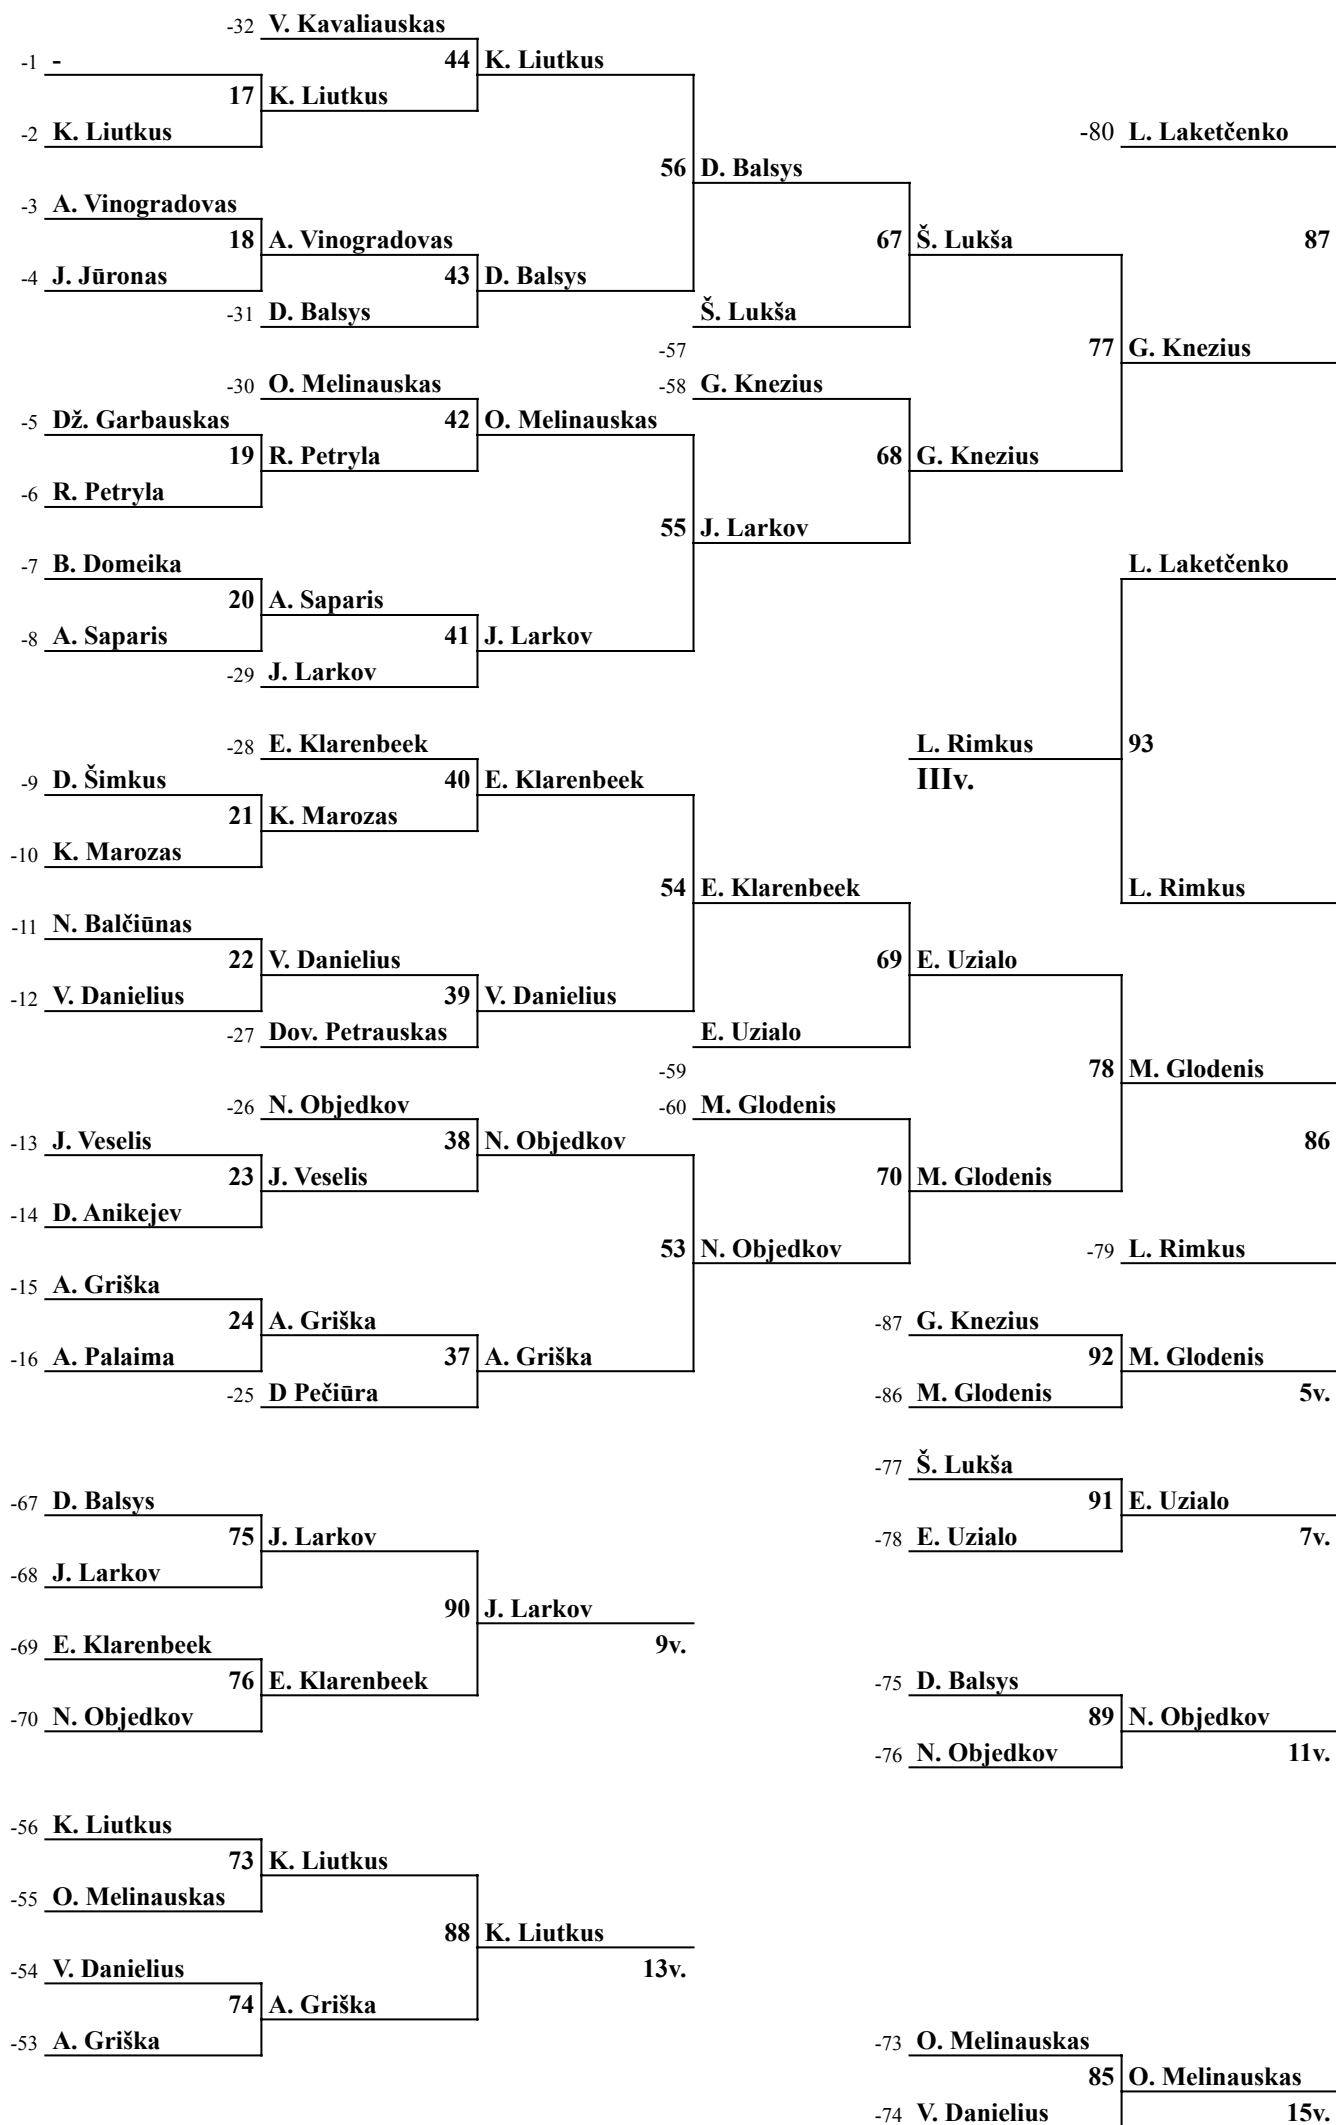 -32 V. Kavaliauskas
-1 - 44 K. Liutkus
17 K. Liutkus
-2 K. Liutkus -80 L. Laketčenko
56 D. Balsys
-3 A. Vinogradovas
18 A. Vinogradovas 67 Š. Lukša 87
-4 J. Jūronas 43 D. Balsys
-31 D. Balsys Š. Lukša
-57 77 G. Knezius
-30 O. Melinauskas -58 G. Knezius
-5 Dž. Garbauskas 42 O. Melinauskas
19 R. Petryla 68 G. Knezius
-6 R. Petryla
55 J. Larkov
-7 B. Domeika L. Laketčenko
20 A. Saparis
-8 A. Saparis 41 J. Larkov
-29 J. Larkov
-28 E. Klarenbeek L. Rimkus 93
-9 D. Šimkus 40 E. Klarenbeek IIIv.
21 K. Marozas
-10 K. Marozas
54 E. Klarenbeek L. Rimkus
-11 N. Balčiūnas
22 V. Danielius 69 E. Uzialo
-12 V. Danielius 39 V. Danielius
-27 Dov. Petrauskas E. Uzialo
-59 78 M. Glodenis
-26 N. Objedkov -60 M. Glodenis
-13 J. Veselis 38 N. Objedkov 86
23 J. Veselis 70 M. Glodenis
-14 D. Anikejev
53 N. Objedkov -79 L. Rimkus
-15 A. Griška
24 A. Griška -87 G. Knezius
-16 A. Palaima 37 A. Griška 92 M. Glodenis
-25 D Pečiūra -86 M. Glodenis 5v.
-77 Š. Lukša
-67 D. Balsys 91 E. Uzialo
75 J. Larkov -78 E. Uzialo 7v.
-68 J. Larkov
90 J. Larkov
-69 E. Klarenbeek 9v.
76 E. Klarenbeek -75 D. Balsys
-70 N. Objedkov 89 N. Objedkov
-76 N. Objedkov 11v.
-56 K. Liutkus
73 K. Liutkus
-55 O. Melinauskas
88 K. Liutkus
-54 V. Danielius 13v.
74 A. Griška
-53 A. Griška -73 O. Melinauskas
85 O. Melinauskas
-74 V. Danielius 15v.